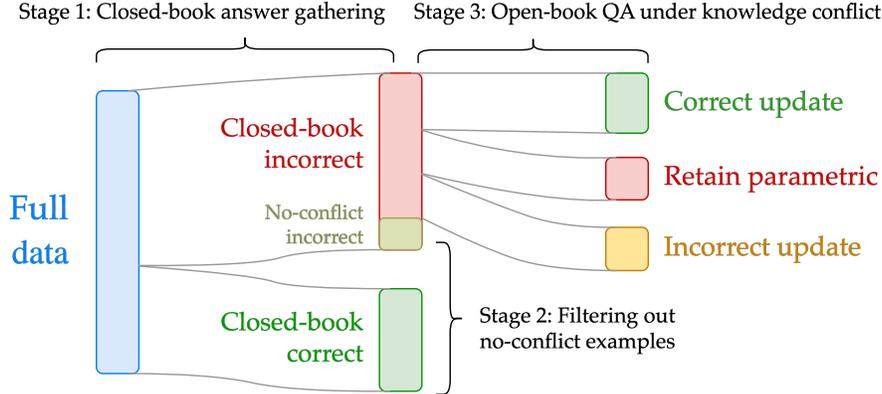 Stage 1: Closed-book answer gathering
Stage 3: Open-book QA under knowledge conflict
Full
data
Closed-book
incorrect
No-conflict
incorrect
Closed-book
correct
Correct update
Retain parametric
Incorrect update
Stage 2: Filtering out
no-conflict examples